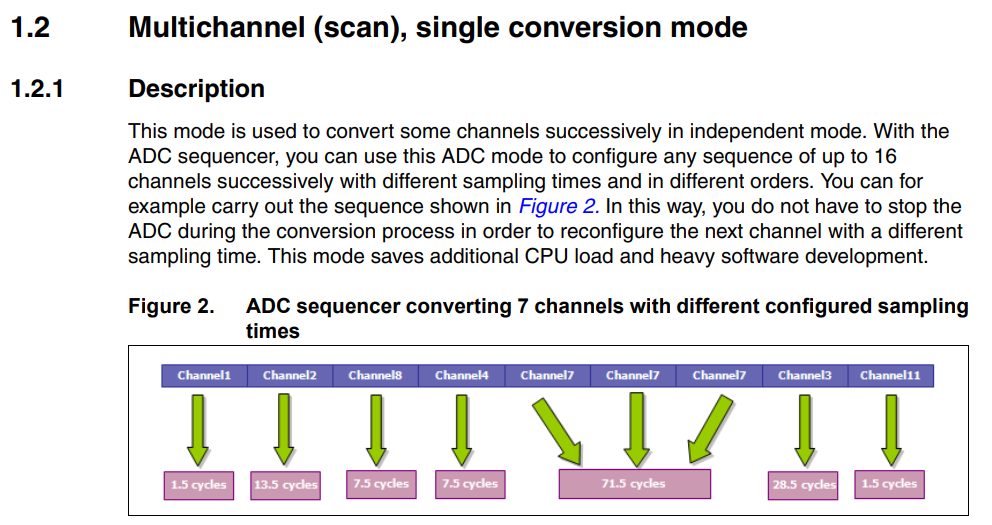 1.2 Multichannel (scan), single conversion mode
1.2.1 Description
This mode is used to convert some channels successively in independent mode. With the
ADC sequencer, you can use this ADC mode to configure any sequence of up to 16
channels successively with different sampling times and in different orders. You can for
example carry out the sequence shown in Figure 2. In this way, you do not have to stop the
ADC during the conversion process in order to reconfigure the next channel with a different
sampling time. This mode saves additional CPU load and heavy software development.
Figure 2. ADC sequencer converting 7 channels with different configured sampling
times
Channel1 Channel2 Channel8 Channel4 Channel7 Channel7 Channel7 Channel3 Channel11
1.5 cycles 13.5 cycles 7.5 cycles 7.5 cycles 71.5 cycles 28.5 cycles 1.5 cycles